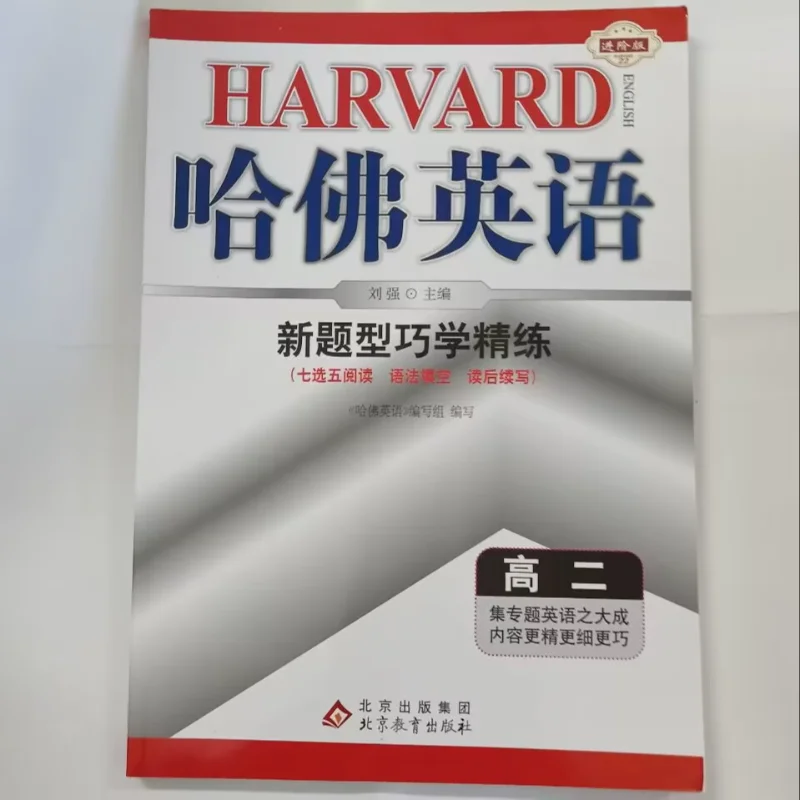 进阶版
HARVARD
ENGLISH
哈佛英语
刘强⊙主编
新题型巧学精练
(七选五阅读 语法填空 读后续写)
《哈佛英语》编写组 编写
高二
集专题英语之大成
内容更精更细更巧
北京出版集团
北京教育出版社